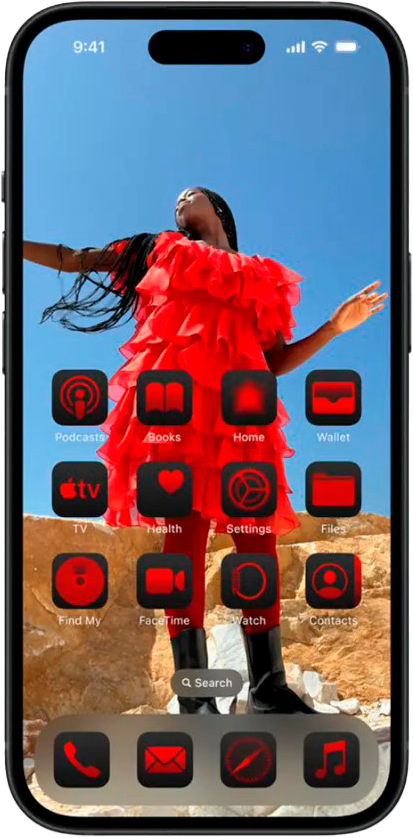 9:41
Podcasts Books Home Wallet
tv
TV Health Settings Files
Find My FaceTime Watch Contacts
Search